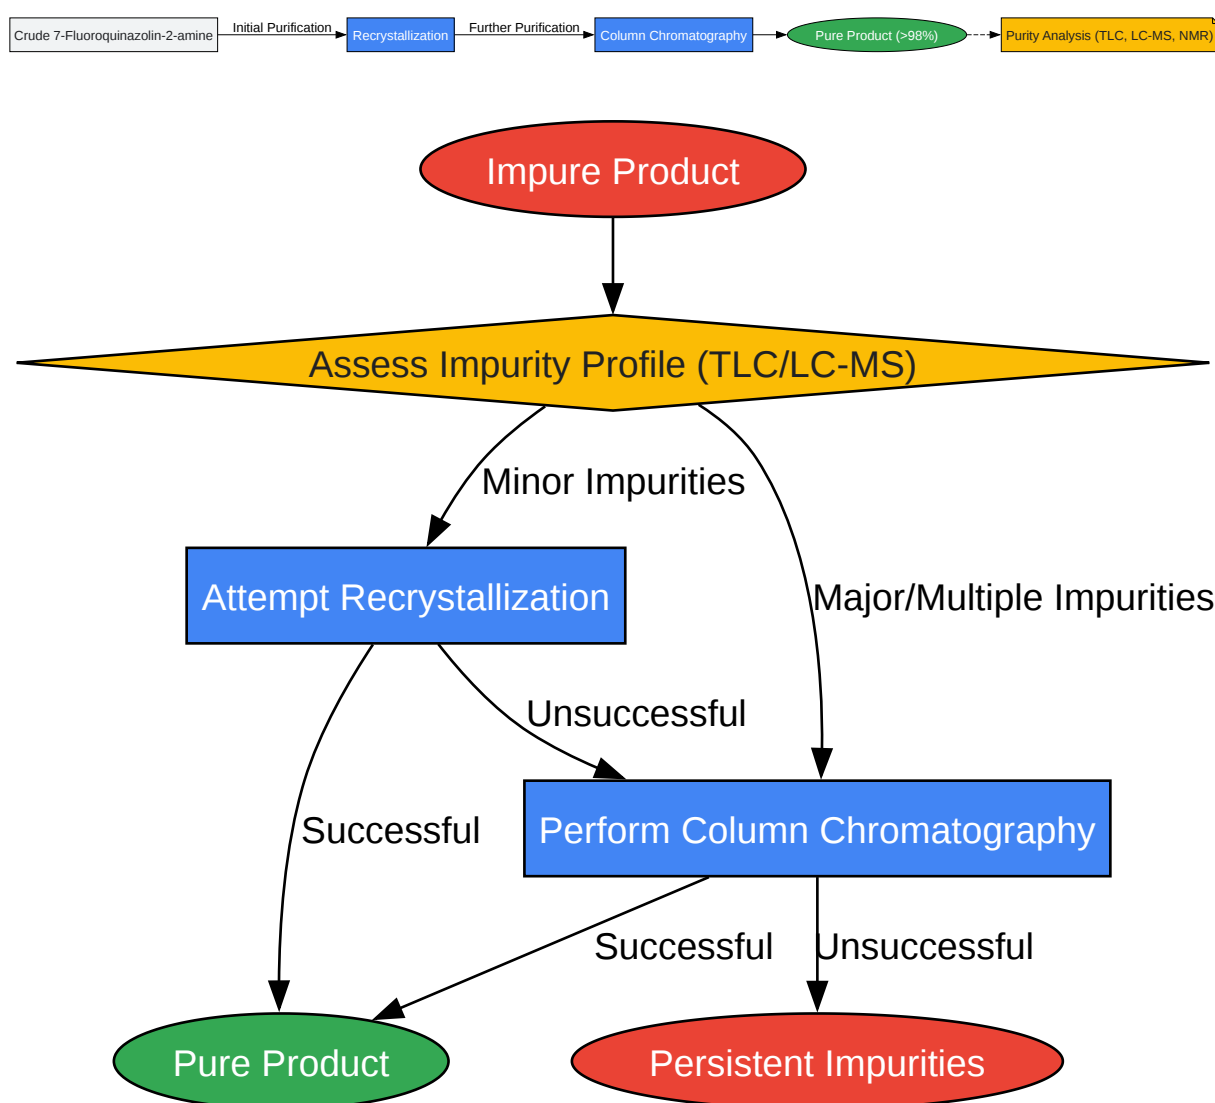 Crude 7-Fluoroquinazolin-2-amine
Initial Purification
Recrystallization
Further Purification
Column Chromatography
Pure Product (>98%)
Purity Analysis (TLC, LC-MS, NMR)
Impure Product
Assess Impurity Profile (TLC/LC-MS)
Minor Impurities
Attempt Recrystallization
Major/Multiple Impurities
Unsuccessful
Successful
Perform Column Chromatography
Successful
Unsuccessful
Pure Product
Persistent Impurities